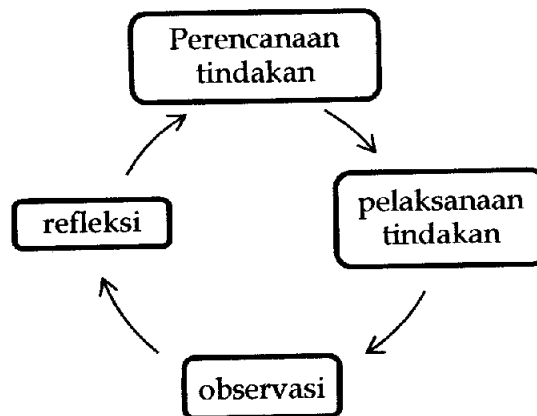 Perencanaan
tindakan
pelaksanaan
tindakan
observasi
refleksi